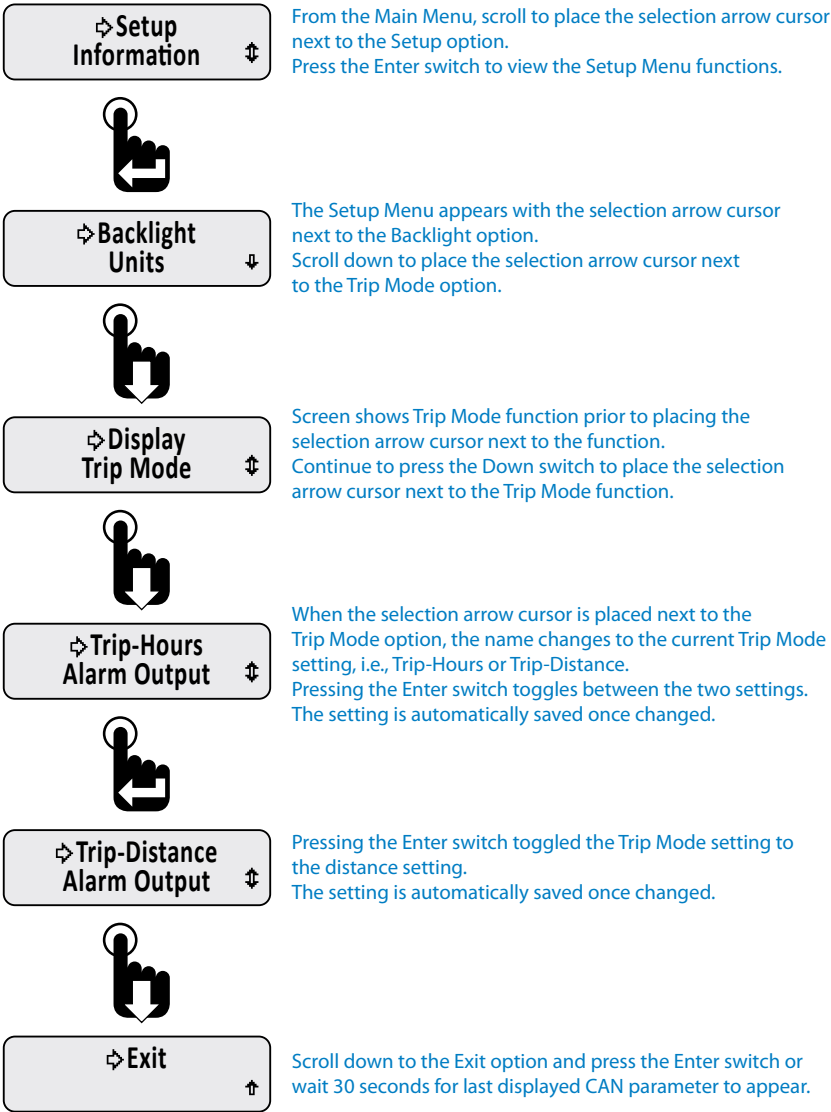 Setup
Information
From the Main Menu, scroll to place the selection arrow cursor
next to the Setup option.
Press the Enter switch to view the Setup Menu functions.
Backlight
Units
The Setup Menu appears with the selection arrow cursor
next to the Backlight option.
Scroll down to place the selection arrow cursor next
to the Trip Mode option.
Display
Trip Mode
Screen shows Trip Mode function prior to placing the
selection arrow cursor next to the function.
Continue to press the Down switch to place the selection
arrow cursor next to the Trip Mode function.
Trip-Hours
Alarm Output
When the selection arrow cursor is placed next to the
Trip Mode option, the name changes to the current Trip Mode
setting, i.e., Trip-Hours or Trip-Distance.
Pressing the Enter switch toggles between the two settings.
The setting is automatically saved once changed.
Trip-Distance
Alarm Output
Pressing the Enter switch toggled the Trip Mode setting to
the distance setting.
The setting is automatically saved once changed.
Exit
Scroll down to the Exit option and press the Enter switch or
wait 30 seconds for last displayed CAN parameter to appear.